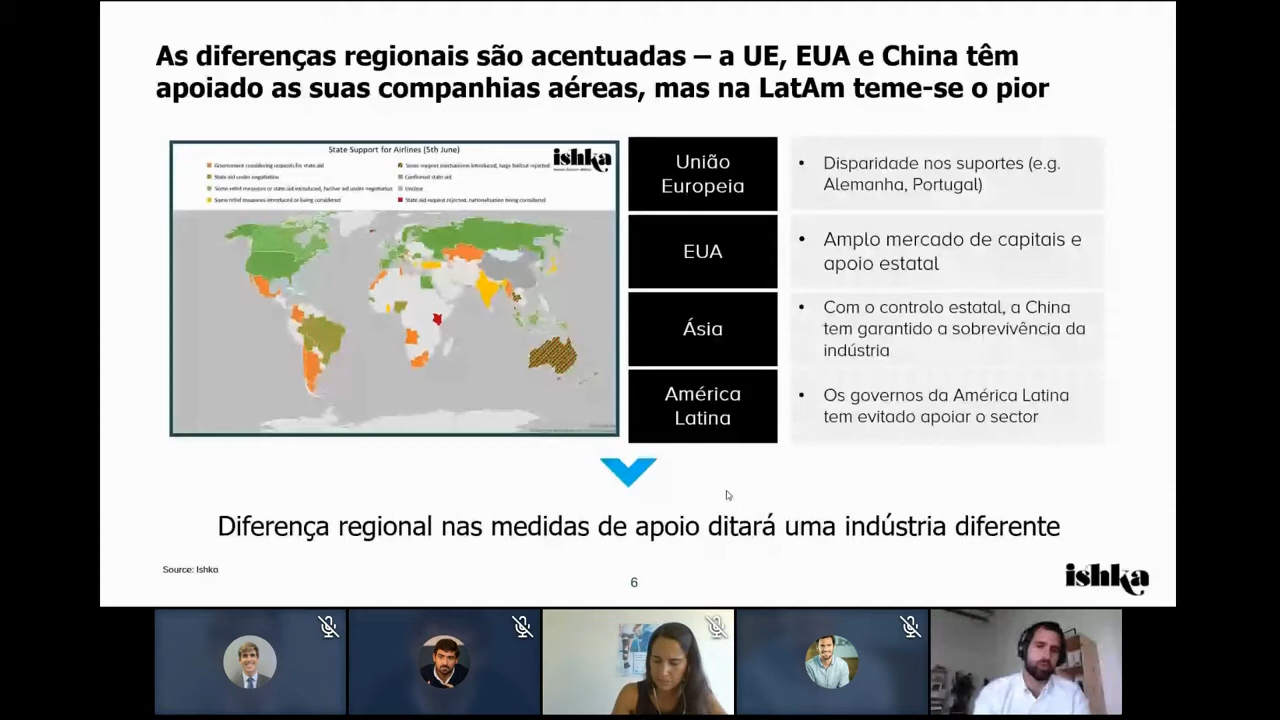 As diferenças regionais são acentuadas – a UE, EUA e China têm
apoiado as suas companhias aéreas, mas na LatAm teme-se o pior
State Support for Airlines (5th June)
ishka
Government considering requests for state aid
State aid under negotiation
Some relief measures or state aid introduced, further aid under negotiation
Some relief measures introduced or being considered
Some support mechanisms introduced, large bailout rejected
Confirmed state aid
Unclear
State aid request rejected, nationalisation being considered
União
Europeia
• Disparidade nos suportes (e.g.
Alemanha, Portugal)
EUA
• Amplo mercado de capitais e
apoio estatal
Ásia
• Com o controlo estatal, a China
tem garantido a sobrevivência da
indústria
América
Latina
• Os governos da América Latina
tem evitado apoiar o sector
Diferença regional nas medidas de apoio ditará uma indústria diferente
Source: Ishka
6
ishka